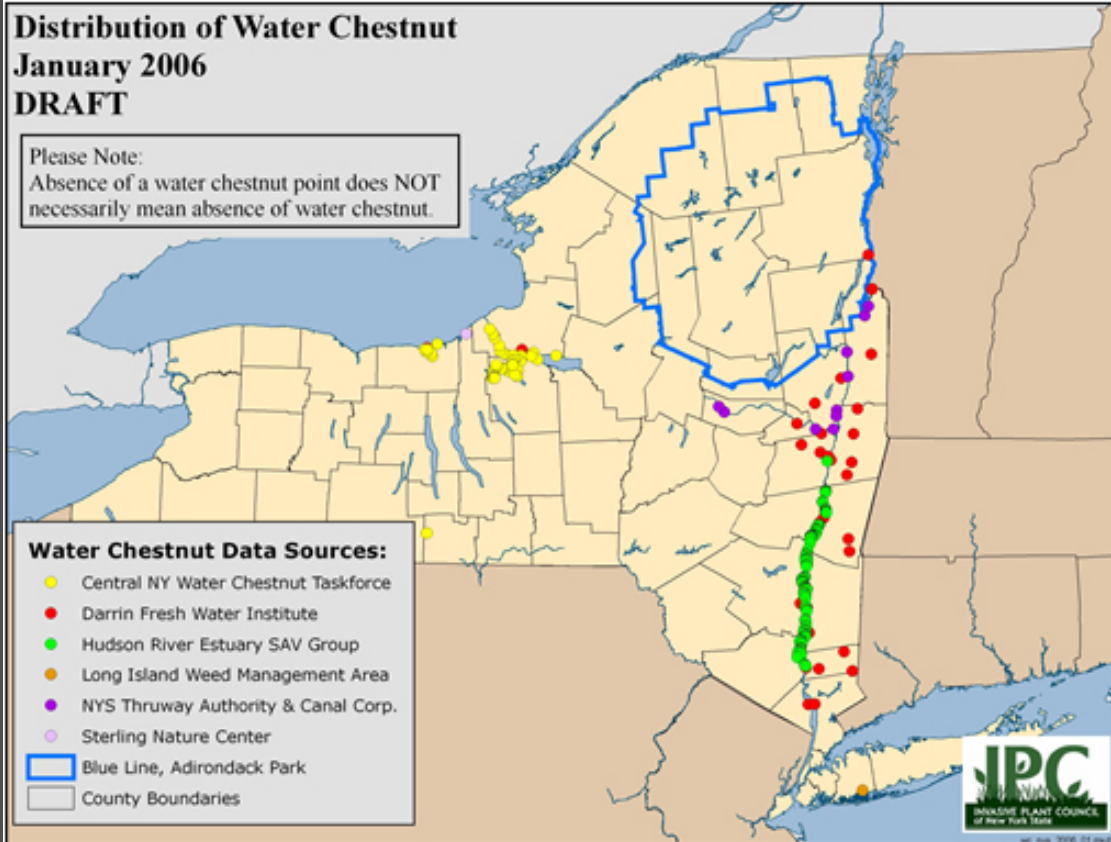 Distribution of Water Chestnut
January 2006
DRAFT
Please Note:
Absence of a water chestnut point does NOT
necessarily mean absence of water chestnut.
Water Chestnut Data Sources:
Central NY Water Chestnut Taskforce
Darrin Fresh Water Institute
Hudson River Estuary SAV Group
Long Island Weed Management Area
NYS Thruway Authority & Canal Corp.
Sterling Nature Center
Blue Line, Adirondack Park
County Boundaries
IPC
INVASIVE PLANT COUNCIL
of New York State